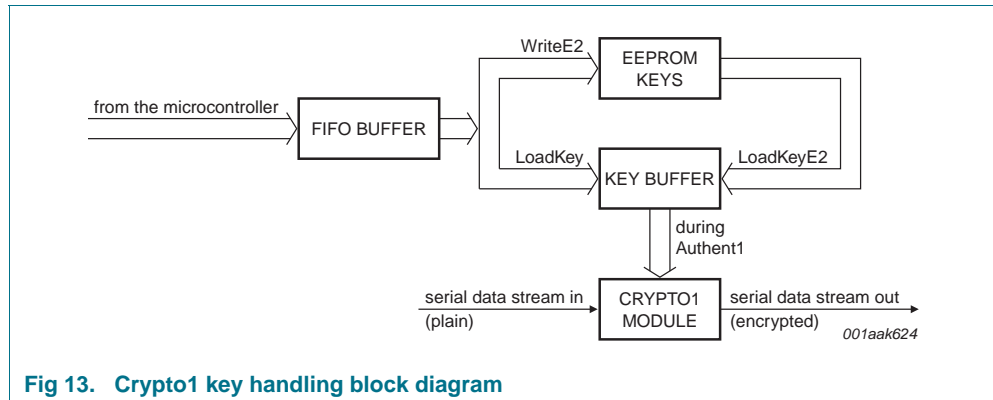 WriteE2
EEPROM
KEYS
from the microcontroller
FIFO BUFFER
LoadKey
LoadKeyE2
KEY BUFFER
during
Authent1
serial data stream in
(plain)
CRYPTO1
MODULE
serial data stream out
(encrypted)
001aak624
Fig 13. Crypto1 key handling block diagram